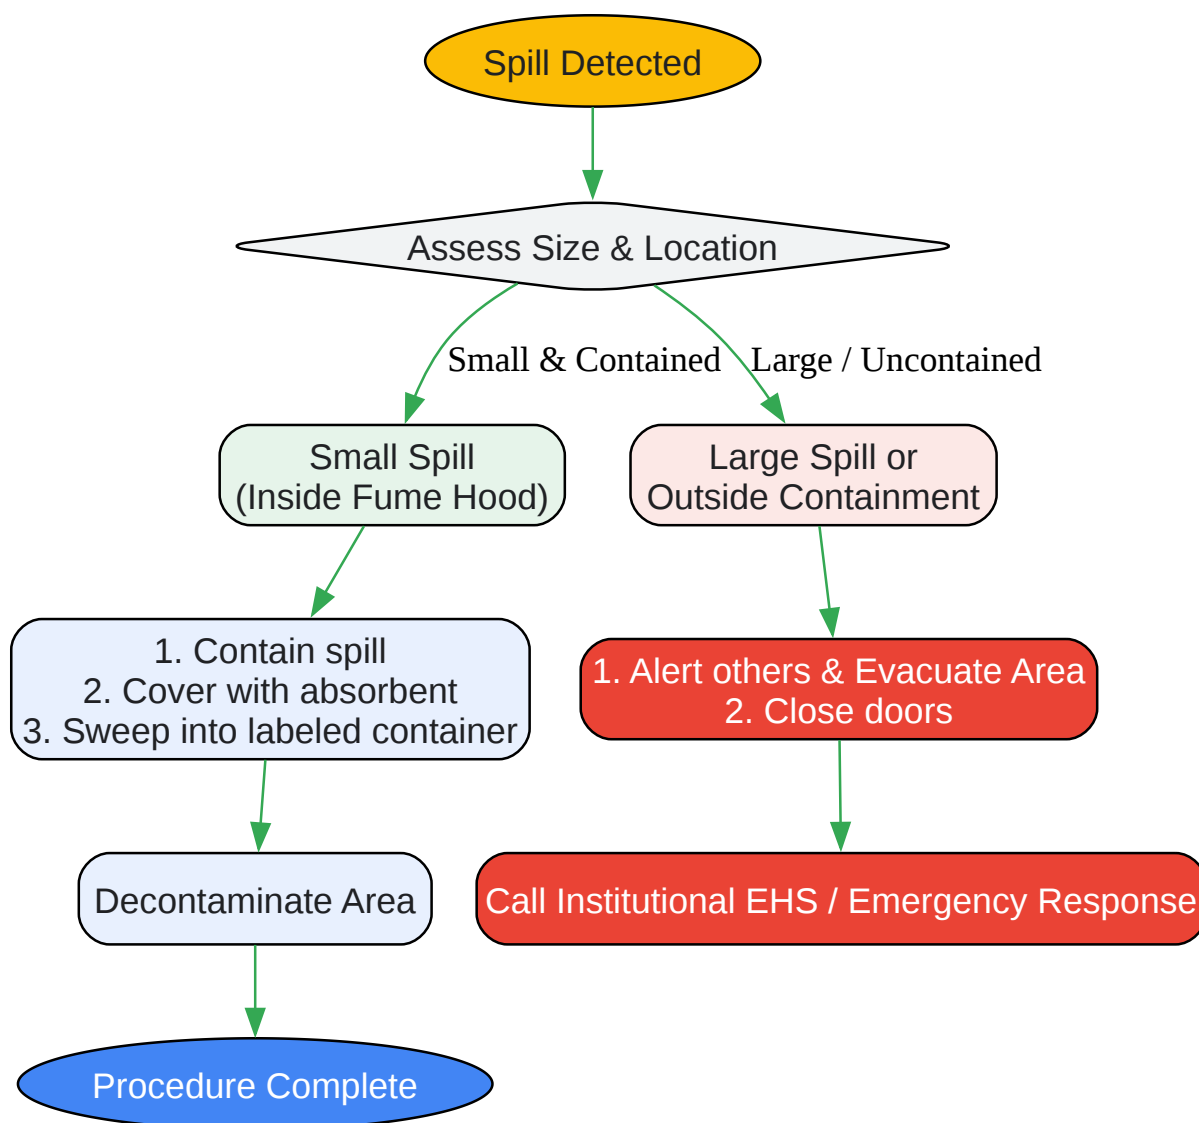 Spill Detected
Assess Size & Location
Small & Contained
Large / Uncontained
Small Spill
(Inside Fume Hood)
Large Spill or
Outside Containment
1. Contain spill
2. Cover with absorbent
3. Sweep into labeled container
1. Alert others & Evacuate Area
2. Close doors
Decontaminate Area
Call Institutional EHS / Emergency Response
Procedure Complete